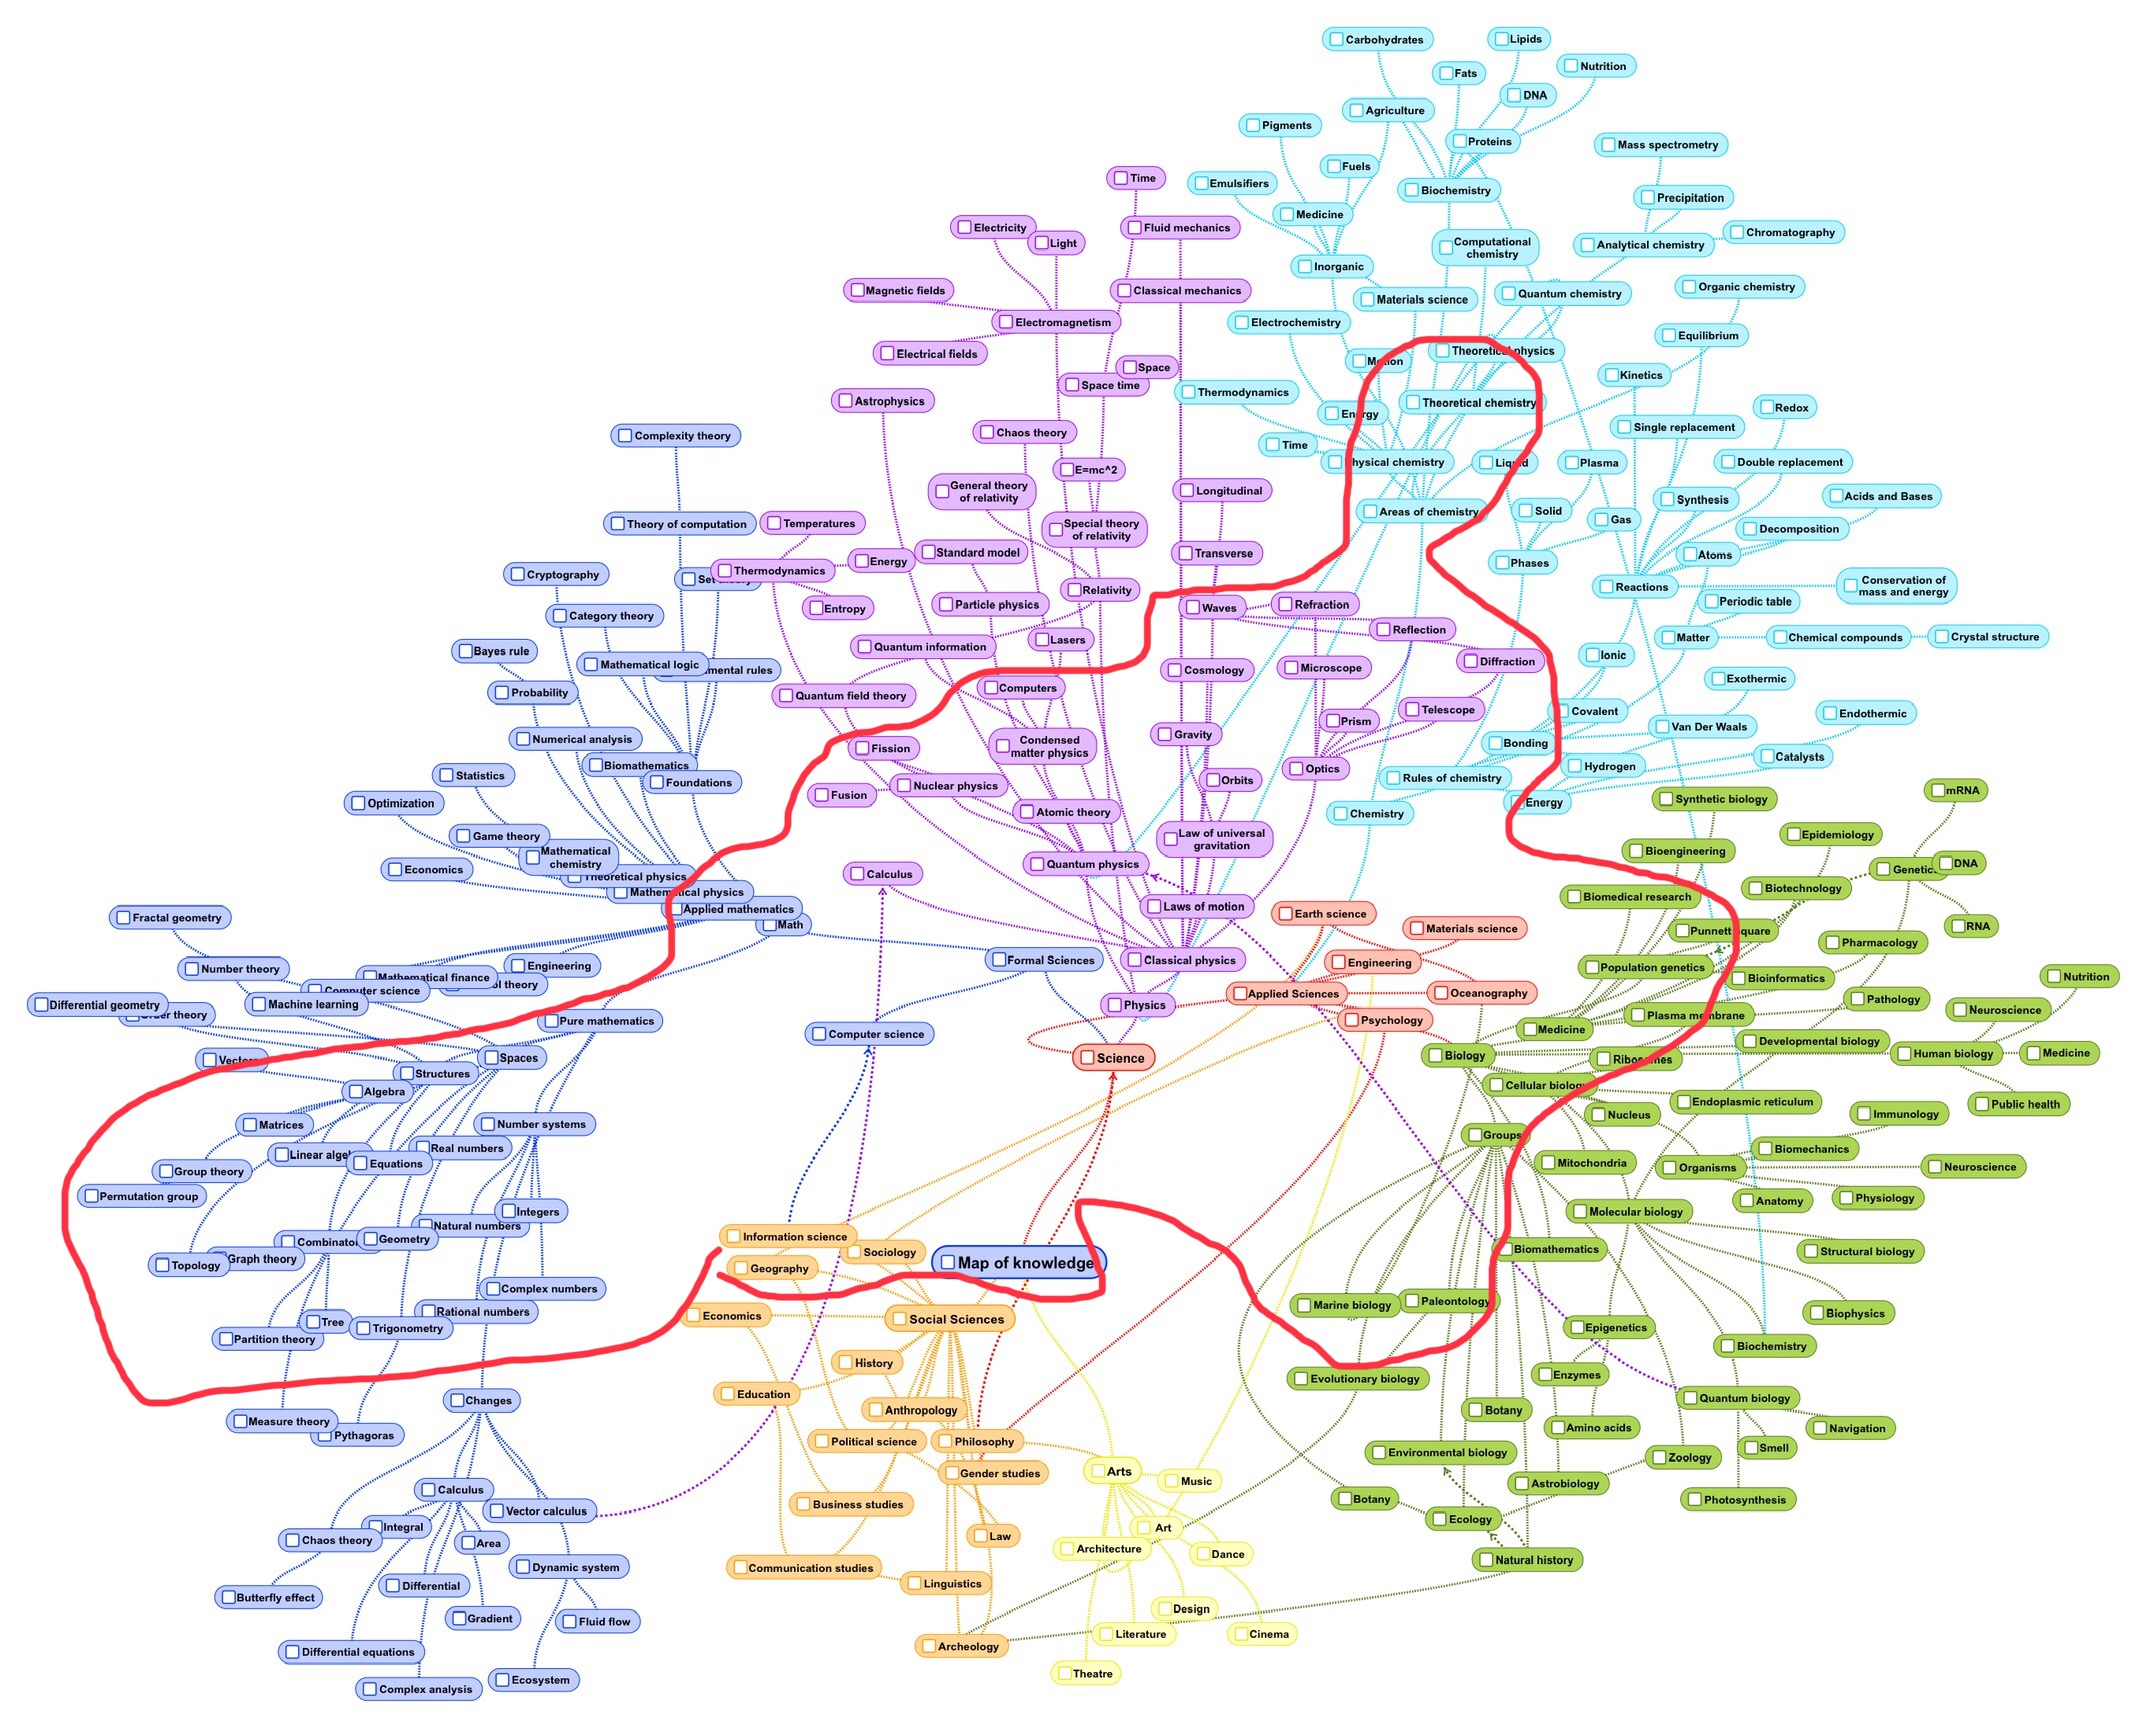 Carbohydrates
Lipids
Fats
Nutrition
DNA
Agriculture
Pigments
Proteins
Mass spectrometry
Fuels
Time
Emulsifiers
Biochemistry
Precipitation
Medicine
Electricity
Light
Fluid mechanics
Computational
chemistry
Analytical chemistry
Chromatography
Inorganic
Magnetic fields
Classical mechanics
Materials science
Quantum chemistry
Organic chemistry
Electromagnetism
Electrochemistry
Equilibrium
Electrical fields
Theoretical physics
Motion
Space
Space time
Kinetics
Thermodynamics
Astrophysics
Theoretical chemistry
Redox
Energy
Single replacement
Complexity theory
Chaos theory
Time
E=mc^2
Physical chemistry
Liquid
Plasma
Double replacement
General theory
of relativity
Longitudinal
Synthesis
Acids and Bases
Areas of chemistry
Solid
Gas
Theory of computation
Temperatures
Special theory
of relativity
Decomposition
Standard model
Transverse
Atoms
Energy
Phases
Cryptography
Thermodynamics
Reactions
Conservation of
mass and energy
Relativity
Entropy
Particle physics
Waves
Refraction
Periodic table
Category theory
Reflection
Lasers
Matter
Chemical compounds
Crystal structure
Quantum information
Bayes rule
Ionic
Mathematical logic
mental rules
Cosmology
Microscope
Diffraction
Exothermic
Probability
Quantum field theory
Computers
Telescope
Covalent
Endothermic
Prism
Van Der Waals
Numerical analysis
Fission
Condensed
matter physics
Gravity
Bonding
Catalysts
Biomathematics
Foundations
Statistics
Nuclear physics
Orbits
Optics
Rules of chemistry
Hydrogen
Optimization
Fusion
Energy
Synthetic biology
mRNA
Atomic theory
Chemistry
Game theory
Law of universal
gravitation
Epidemiology
Mathematical
chemistry
Bioengineering
Economics
Theoretical physics
Calculus
Quantum physics
Genetics
DNA
Mathematical physics
Biotechnology
Biomedical research
Applied mathematics
Laws of motion
Earth science
Fractal geometry
Math
Materials science
Punnett square
RNA
Pharmacology
Number theory
Engineering
Formal Sciences
Classical physics
Engineering
Population genetics
Mathematical finance
Computer science
ol theory
Bioinformatics
Nutrition
Differential geometry
Machine learning
Physics
Applied Sciences
Oceanography
Pathology
Order theory
Pure mathematics
Computer science
Psychology
Medicine
Plasma membrane
Neuroscience
Vectors
Spaces
Science
Biology
Ribosomes
Developmental biology
Human biology
Medicine
Structures
Algebra
Cellular biology
Endoplasmic reticulum
Public health
Matrices
Number systems
Nucleus
Immunology
Linear alge
Real numbers
Groups
Equations
Biomechanics
Group theory
Mitochondria
Organisms
Neuroscience
Permutation group
Integers
Anatomy
Physiology
Natural numbers
Molecular biology
Combinato
Geometry
Information science
Sociology
Biomathematics
Structural biology
Topology
Graph theory
Geography
Map of knowledge
Complex numbers
Rational numbers
Economics
Social Sciences
Marine biology
Paleontology
Biophysics
Tree
Trigonometry
Partition theory
Epigenetics
Biochemistry
History
Evolutionary biology
Enzymes
Changes
Education
Quantum biology
Measure theory
Pythagoras
Anthropology
Botany
Amino acids
Navigation
Political science
Philosophy
Environmental biology
Smell
Zoology
Calculus
Gender studies
Arts
Music
Astrobiology
Vector calculus
Business studies
Botany
Photosynthesis
Integral
Chaos theory
Area
Law
Art
Ecology
Architecture
Dance
Natural history
Dynamic system
Communication studies
Butterfly effect
Differential
Linguistics
Gradient
Fluid flow
Design
Differential equations
Archeology
Literature
Cinema
Complex analysis
Ecosystem
Theatre